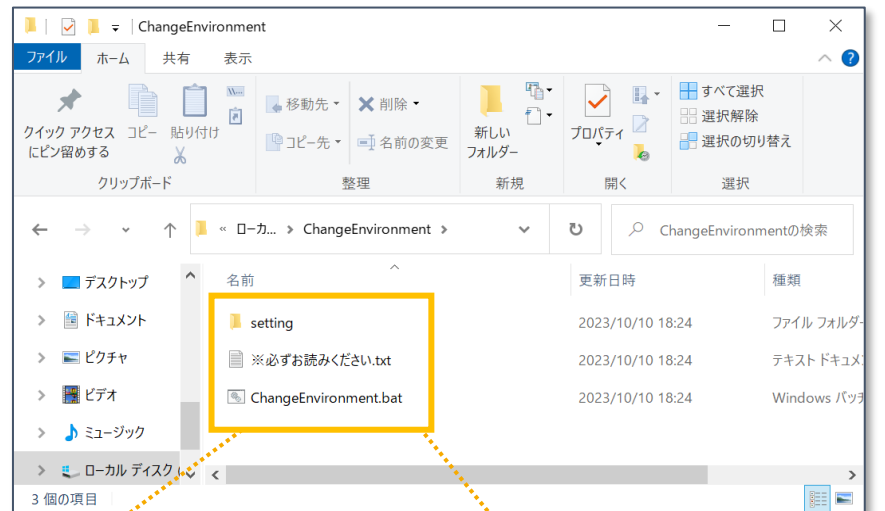 ChangeEnvironment
ファイル ホーム 共有 表示
クイック アクセス
にピン留めする
コピー
貼り付け
移動先
コピー先
削除
名前の変更
新しい
フォルダー
プロパティ
すべて選択
選択解除
選択の切り替え
クリップボード 整理 新規 開く 選択
« ローカ... > ChangeEnvironment >
ChangeEnvironmentの検索
デスクトップ
ドキュメント
ピクチャ
ビデオ
ミュージック
ローカル ディスク (
名前 更新日時 種類
setting 2023/10/10 18:24 ファイル フォルダー
※必ずお読みください.txt 2023/10/10 18:24 テキスト ドキュメ
ChangeEnvironment.bat 2023/10/10 18:24 Windows バッチ
3 個の項目